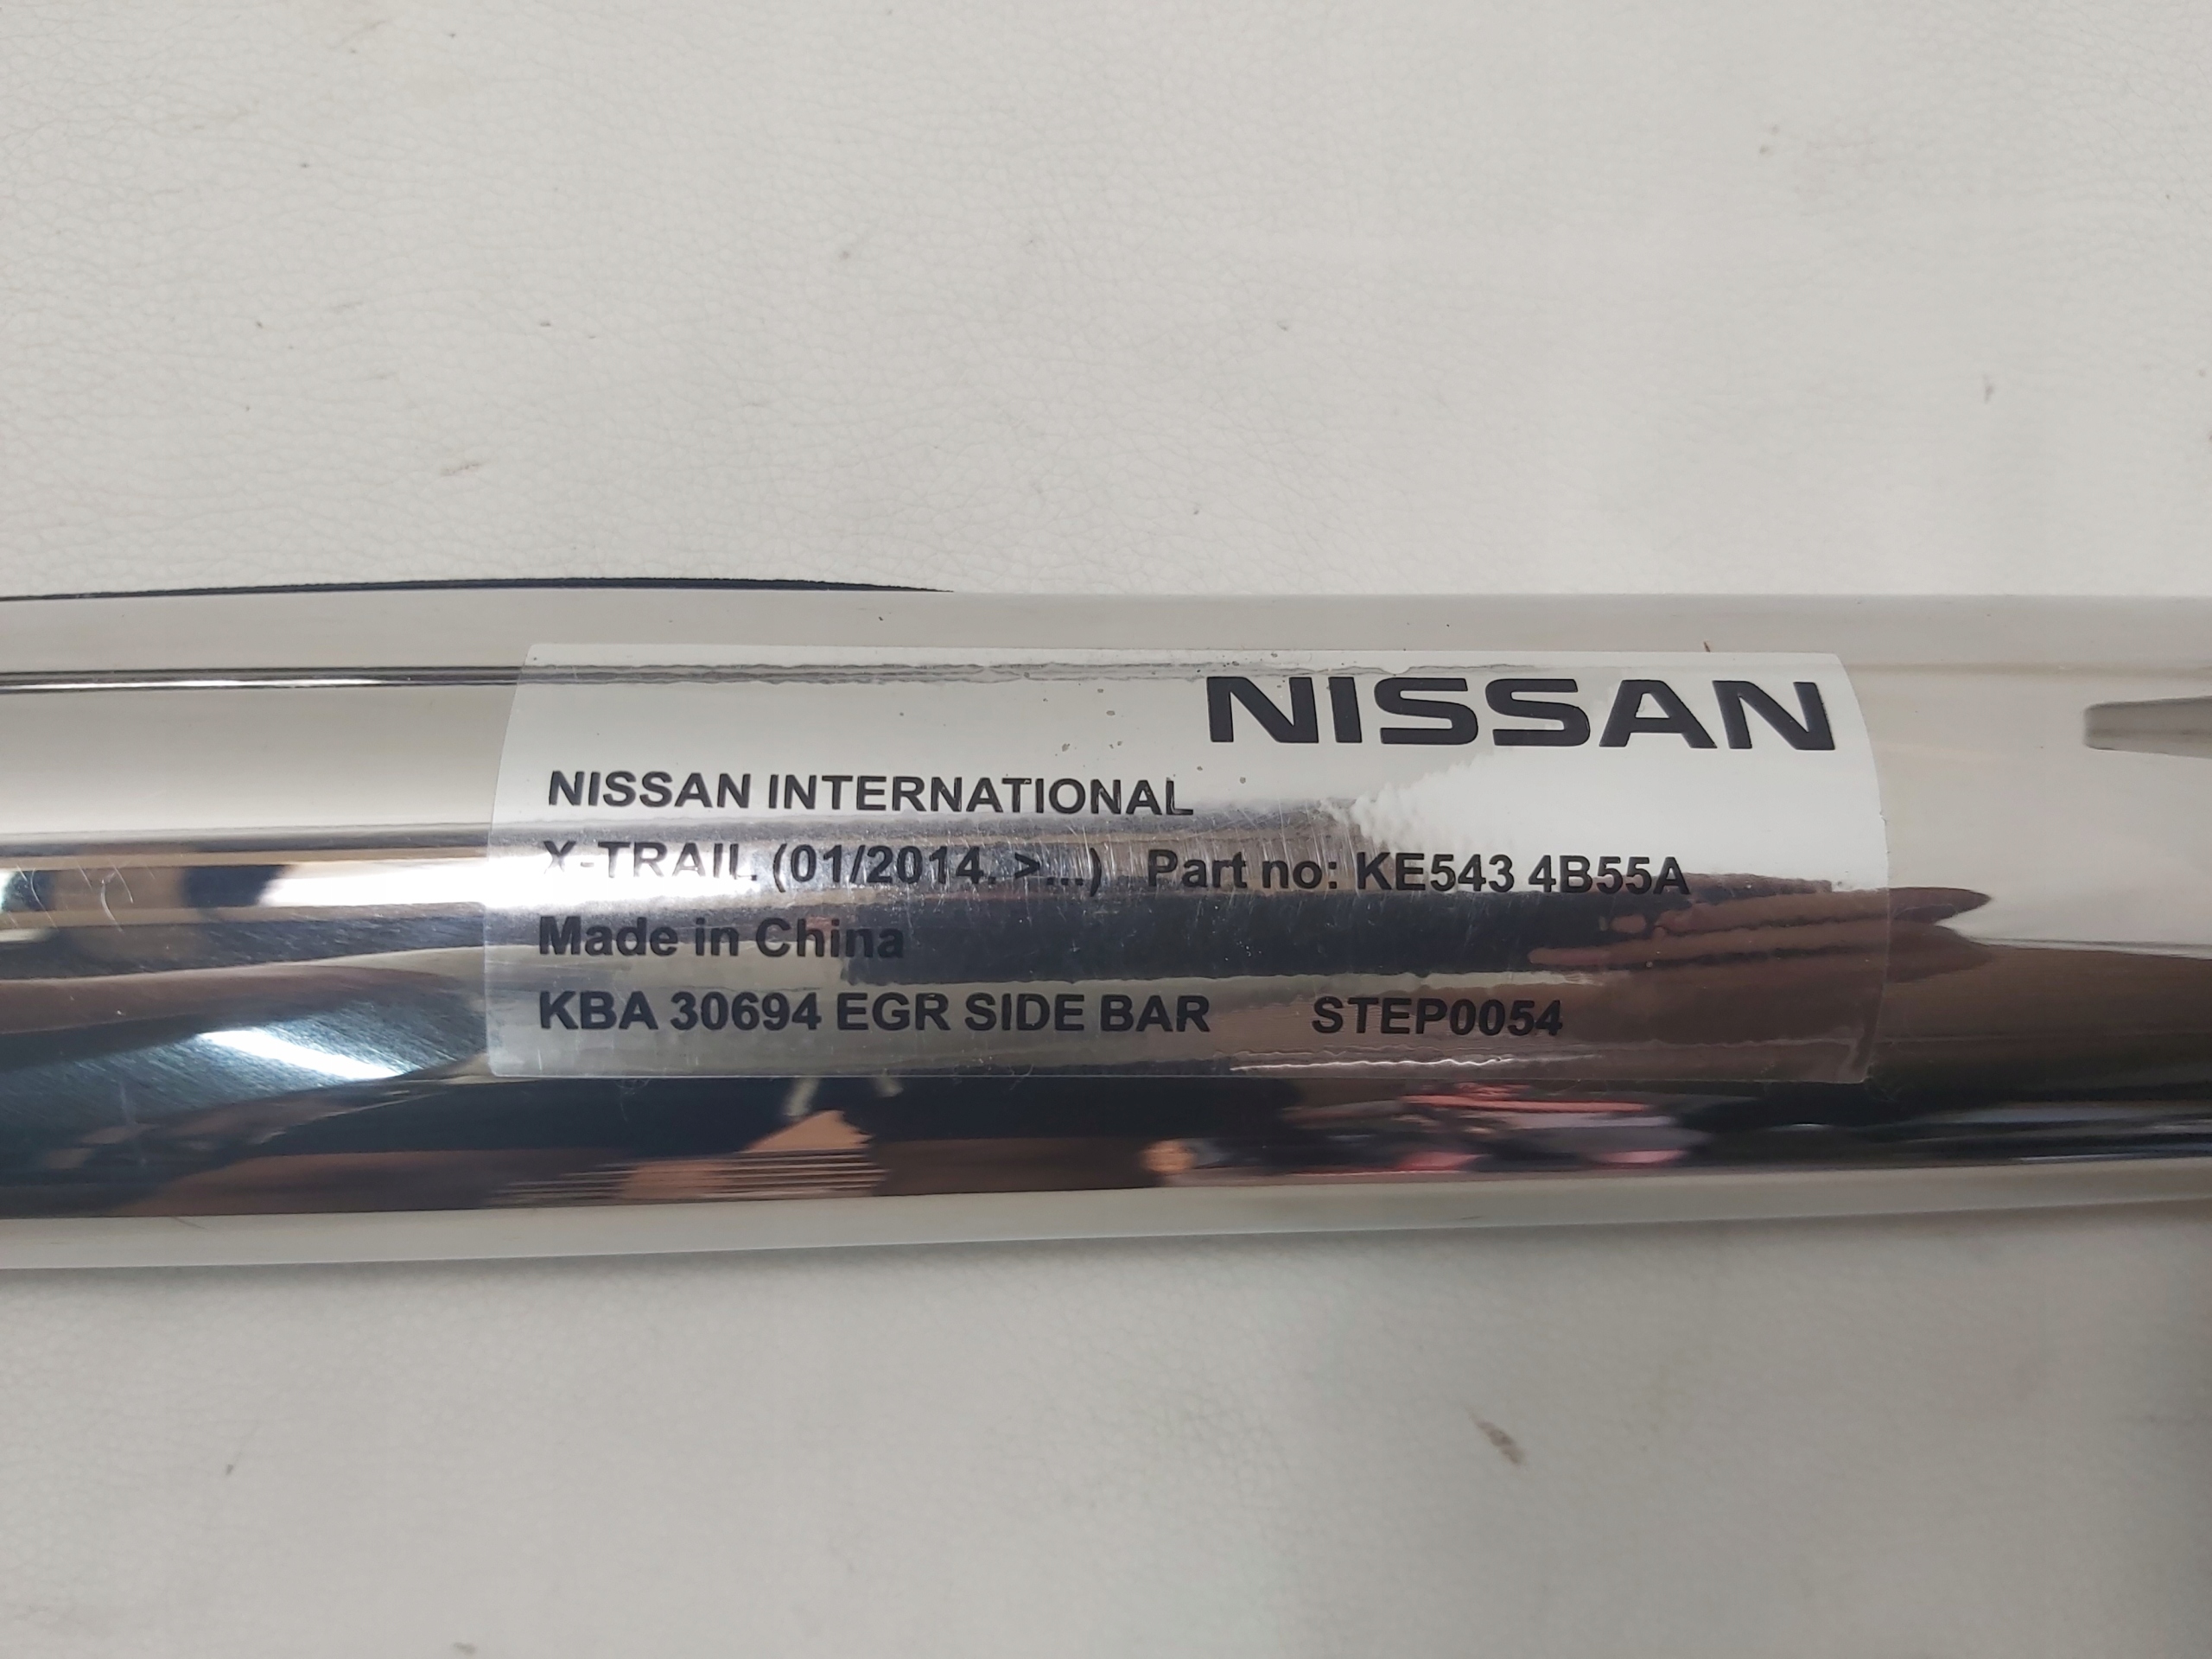 NISSAN
NISSAN INTERNATIONAL
X-TRAIL (01/2014. >...) Part no: KE543 4B55A
Made in China
KBA 30694 EGR SIDE BAR STEP0054